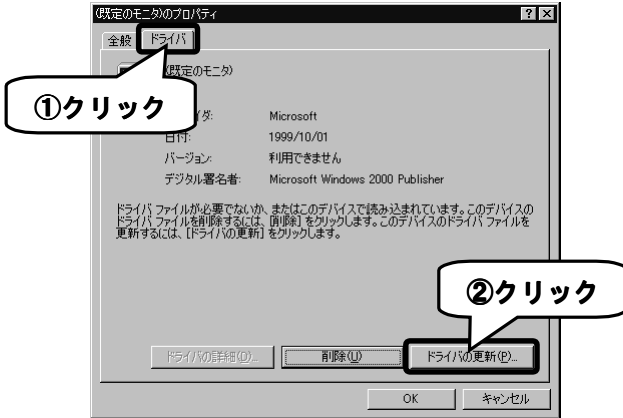 (既定のモニタ)のプロパティ
全般 ドライバ
(既定のモニタ)
①クリック
イダ: Microsoft
日付: 1999/10/01
バージョン: 利用できません
デジタル署名者: Microsoft Windows 2000 Publisher
ドライバ ファイルが必要でないか、またはこのデバイスで読み込まれています。このデバイスの
ドライバ ファイルを削除するには、[削除] をクリックします。このデバイスのドライバ ファイルを
更新するには、[ドライバの更新] をクリックします。
②クリック
ドライバの詳細(D)... 削除(U) ドライバの更新(P)...
OK キャンセル